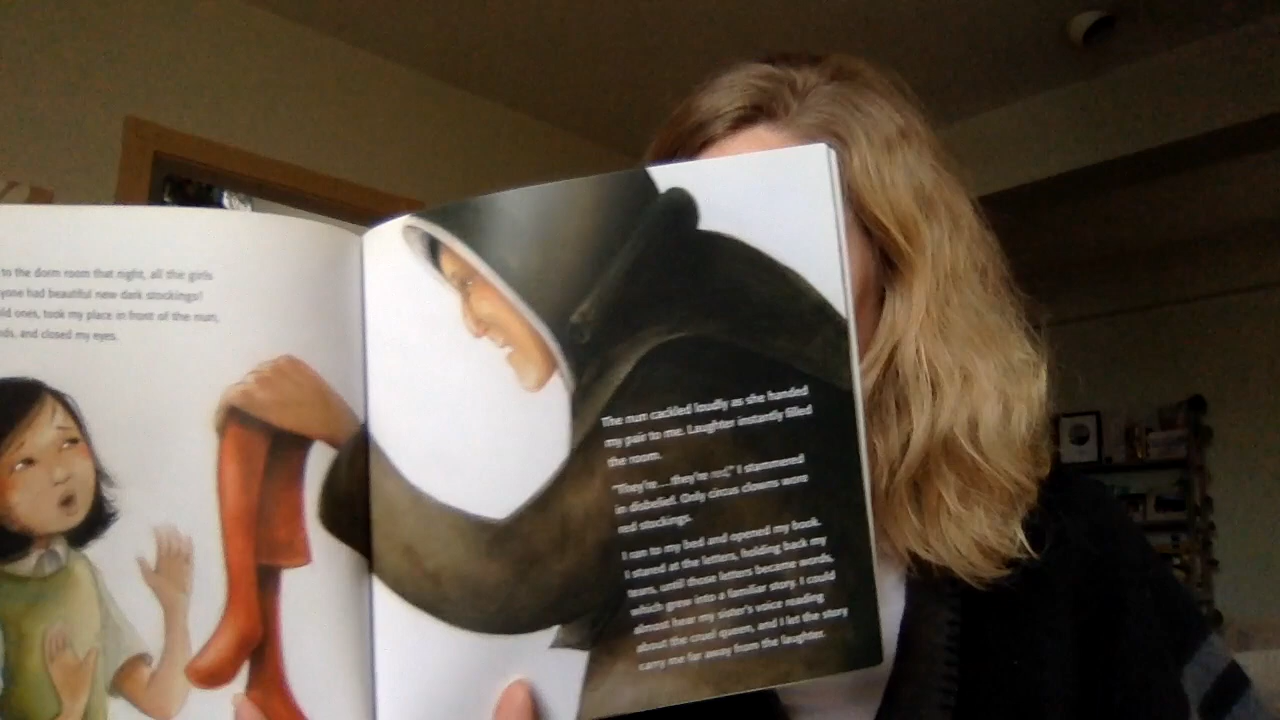 to the dorm room that night, all the girls
yone had beautiful new dark stockings!
ld ones, took my place in front of the nun,
ds, and closed my eyes.
The nun cackled loudly as she handed
my pair to me. Laughter instantly filled
the room.
"They're... they're red," I stammered
in disbelief. Only circus clowns wore
red stockings.
I ran to my bed and opened my book.
I stared at the letters, holding back my
tears, until those letters became words,
which grew into a familiar story. I could
almost hear my sister's voice reading
about the cruel queen, and I let the story
carry me far away from the laughter.